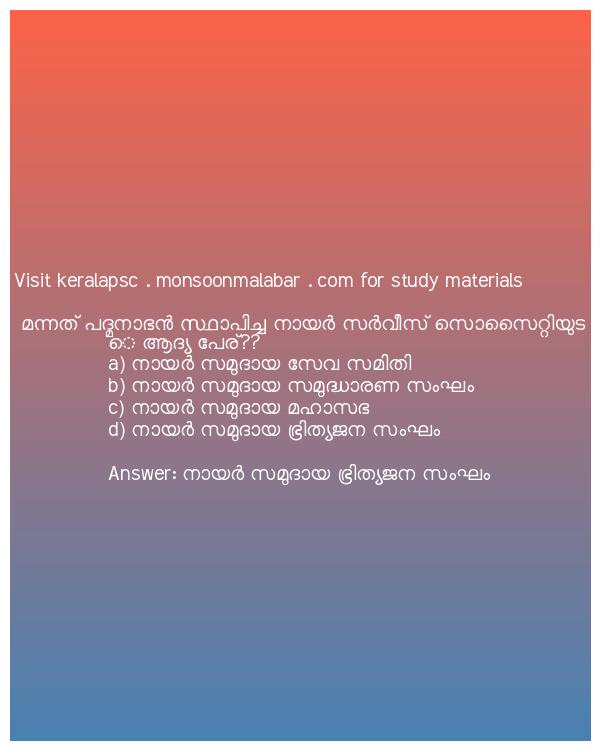 Visit keralapsc . monsoonmalabar . com for study materials
മന്നത് പദ്മനാഭൻ സ്ഥാപിച്ച നായർ സർവീസ് സൊസൈറ്റിയുട
െ ആദ്യ പേര്??
a) നായർ സമുദായ സേവ സമിതി
b) നായർ സമുദായ സമുദ്ധാരണ സംഘം
c) നായർ സമുദായ മഹാസഭ
d) നായർ സമുദായ ഭ്രിത്യജന സംഘം
Answer: നായർ സമുദായ ഭ്രിത്യജന സംഘം